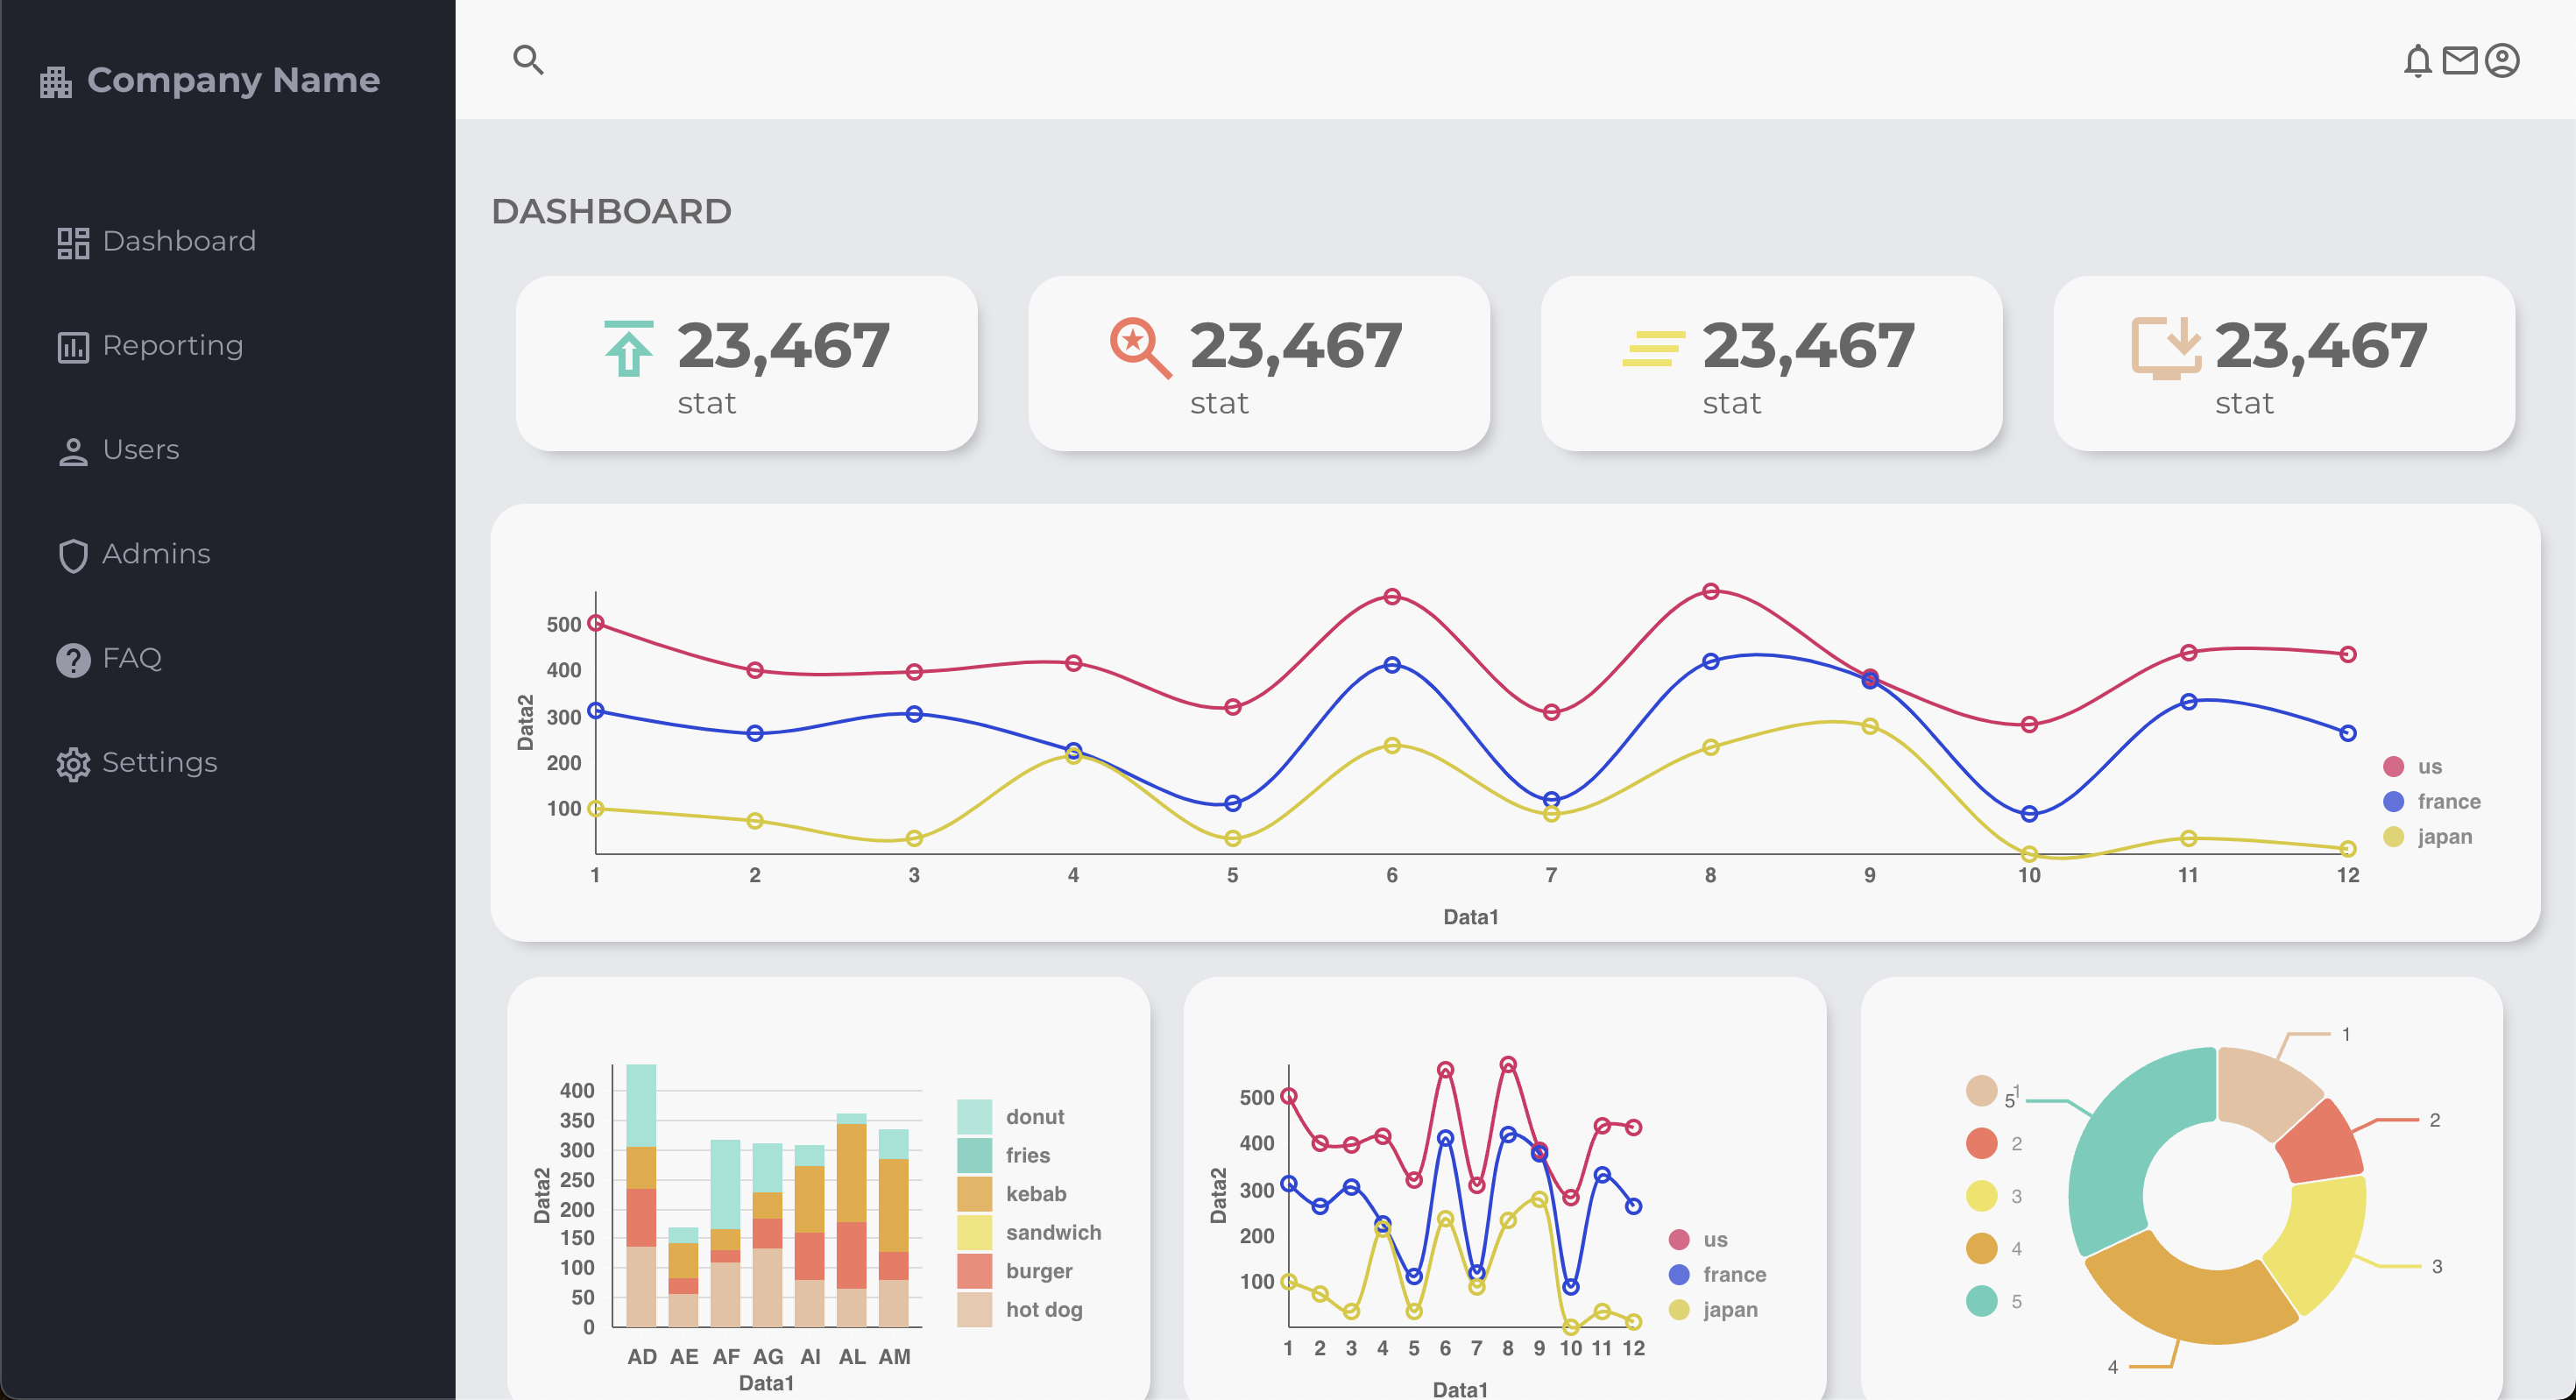 Company Name
Dashboard
Reporting
Users
Admins
FAQ
Settings
DASHBOARD
23,467
stat
23,467
stat
23,467
stat
23,467
stat
500
400
300
200
100
Data2
1 2 3 4 5 6 7 8 9 10 11 12
Data1
us
france
japan
400
350
300
250
200
150
100
50
0
Data2
AD AE AF AG AI AL AM
Data1
donut
fries
kebab
sandwich
burger
hot dog
500
400
300
200
100
Data2
1 2 3 4 5 6 7 8 9 10 11 12
Data1
us
france
japan
1
2
3
4
5
1
2
3
4
5